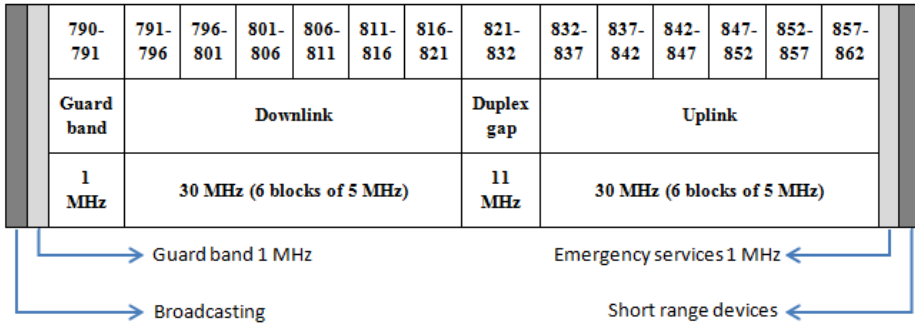 790- 791- 796- 801- 806- 811- 816- 821- 832- 837- 842- 847- 852- 857-
791 796 801 806 811 816 821 832 837 842 847 852 857 862
Guard band Downlink Duplex gap Uplink
1 MHz 30 MHz (6 blocks of 5 MHz) 11 MHz 30 MHz (6 blocks of 5 MHz)
Guard band 1 MHz Emergency services 1 MHz
Broadcasting Short range devices